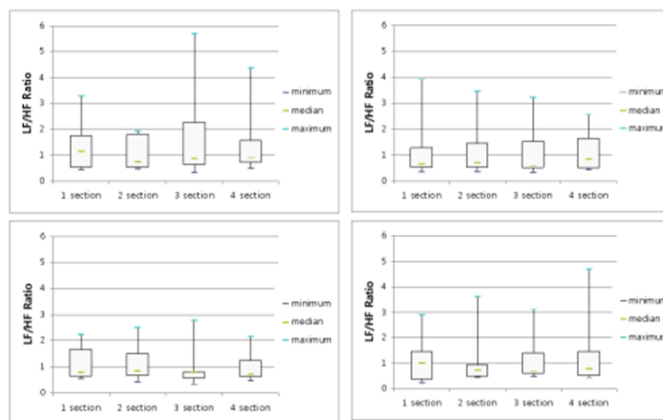 6
5
4
3
2
1
0
LF/HF Ratio
1 section
2 section
3 section
4 section
minimum
median
maximum
6
5
4
3
2
1
0
LF/HF Ratio
1 section
2 section
3 section
4 section
minimum
median
maximum
6
5
4
3
2
1
0
LF/HF Ratio
1 section
2 section
3 section
4 section
minimum
median
maximum
6
5
4
3
2
1
0
LF/HF Ratio
1 section
2 section
3 section
4 section
minimum
median
maximum